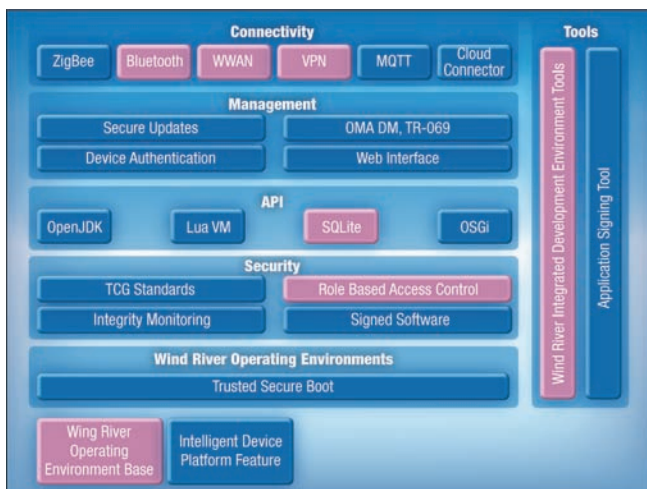 Connectivity
ZigBee
Bluetooth
WWAN
VPN
MQTT
Cloud
Connector
Management
Secure Updates
OMA DM, TR-069
Device Authentication
Web Interface
API
OpenJDK
Lua VM
SQLite
OSGi
Security
TCG Standards
Role Based Access Control
Integrity Monitoring
Signed Software
Wind River Operating Environments
Trusted Secure Boot
Wing River
Operating
Environment Base
Intelligent Device
Platform Feature
Tools
Wind River Integrated Development Environment Tools
Application Signing Tool